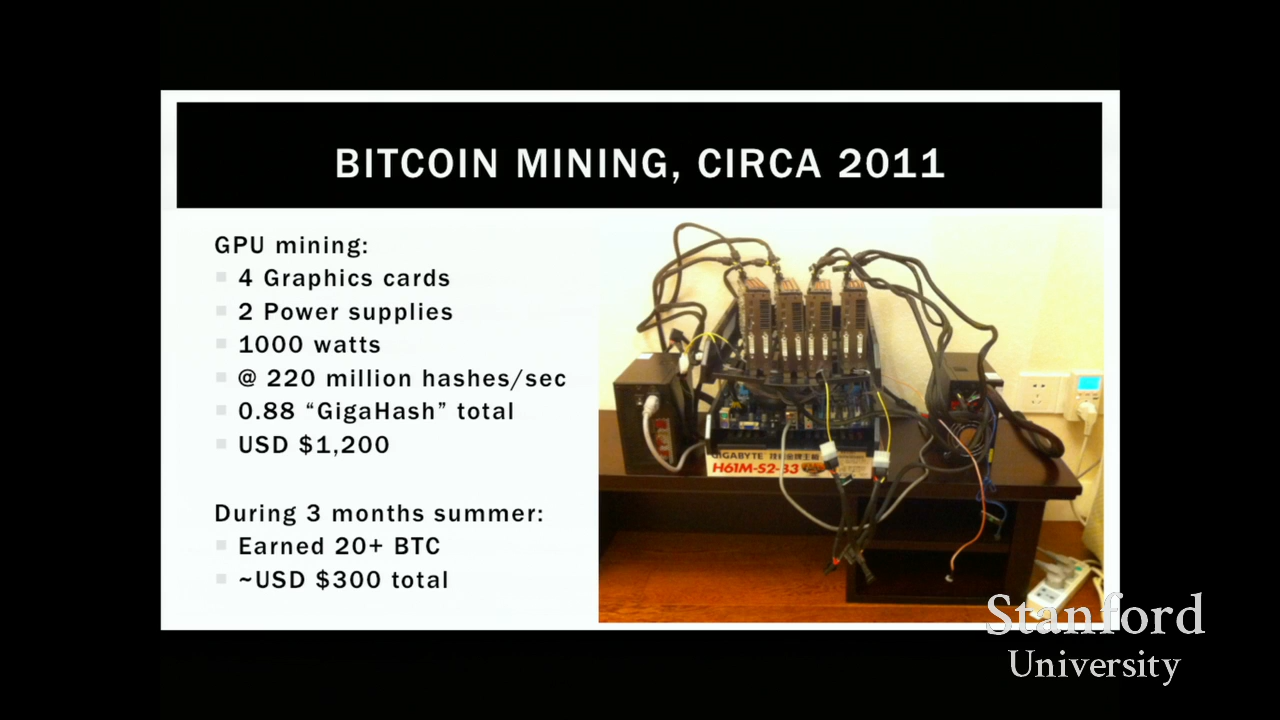 BITCOIN MINING, CIRCA 2011
GPU mining:
4 Graphics cards
2 Power supplies
1000 watts
@ 220 million hashes/sec
0.88 “GigaHash” total
USD $1,200
During 3 months summer:
Earned 20+ BTC
~USD $300 total
GIGABYTE
H61M-S2-B3
Stanford
University